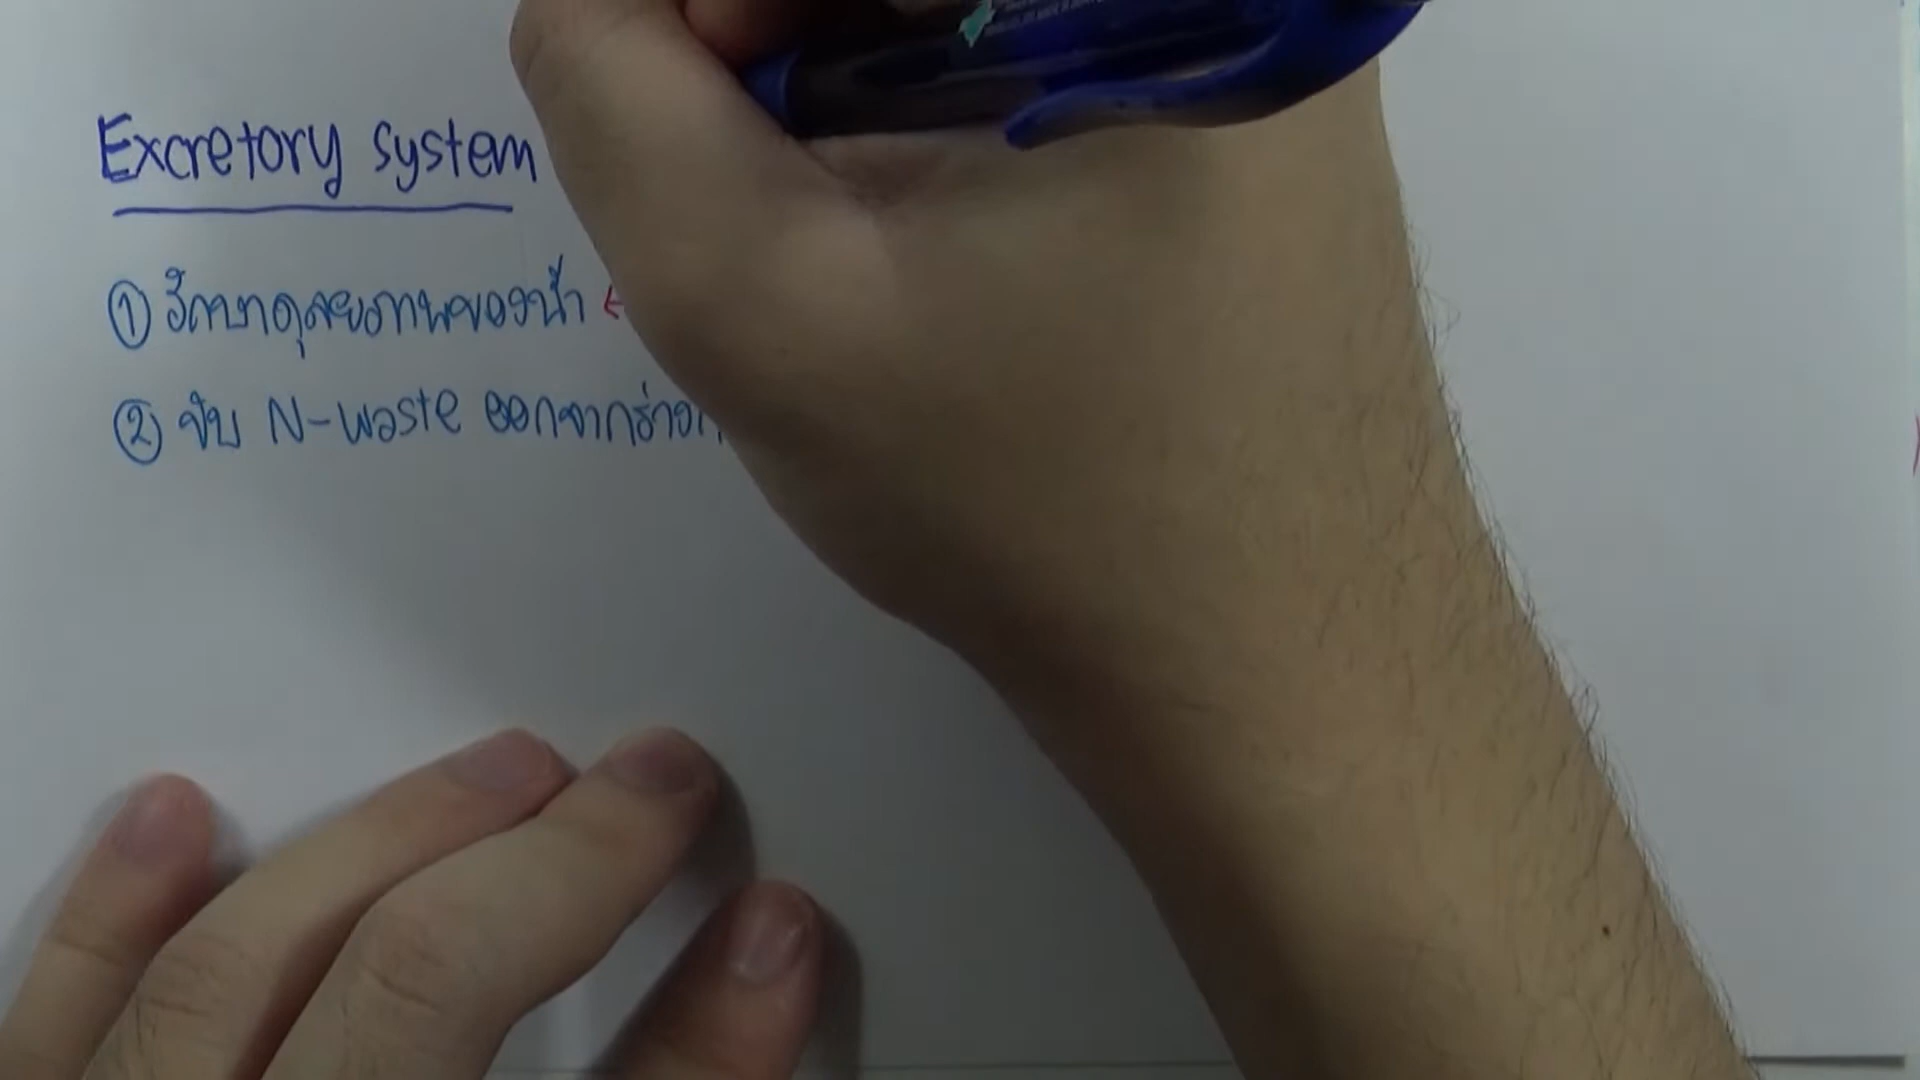 Excretory system
① รักษาดุลยภาพของน้ำ ←
② ขับ N-waste ออกจากร่าง